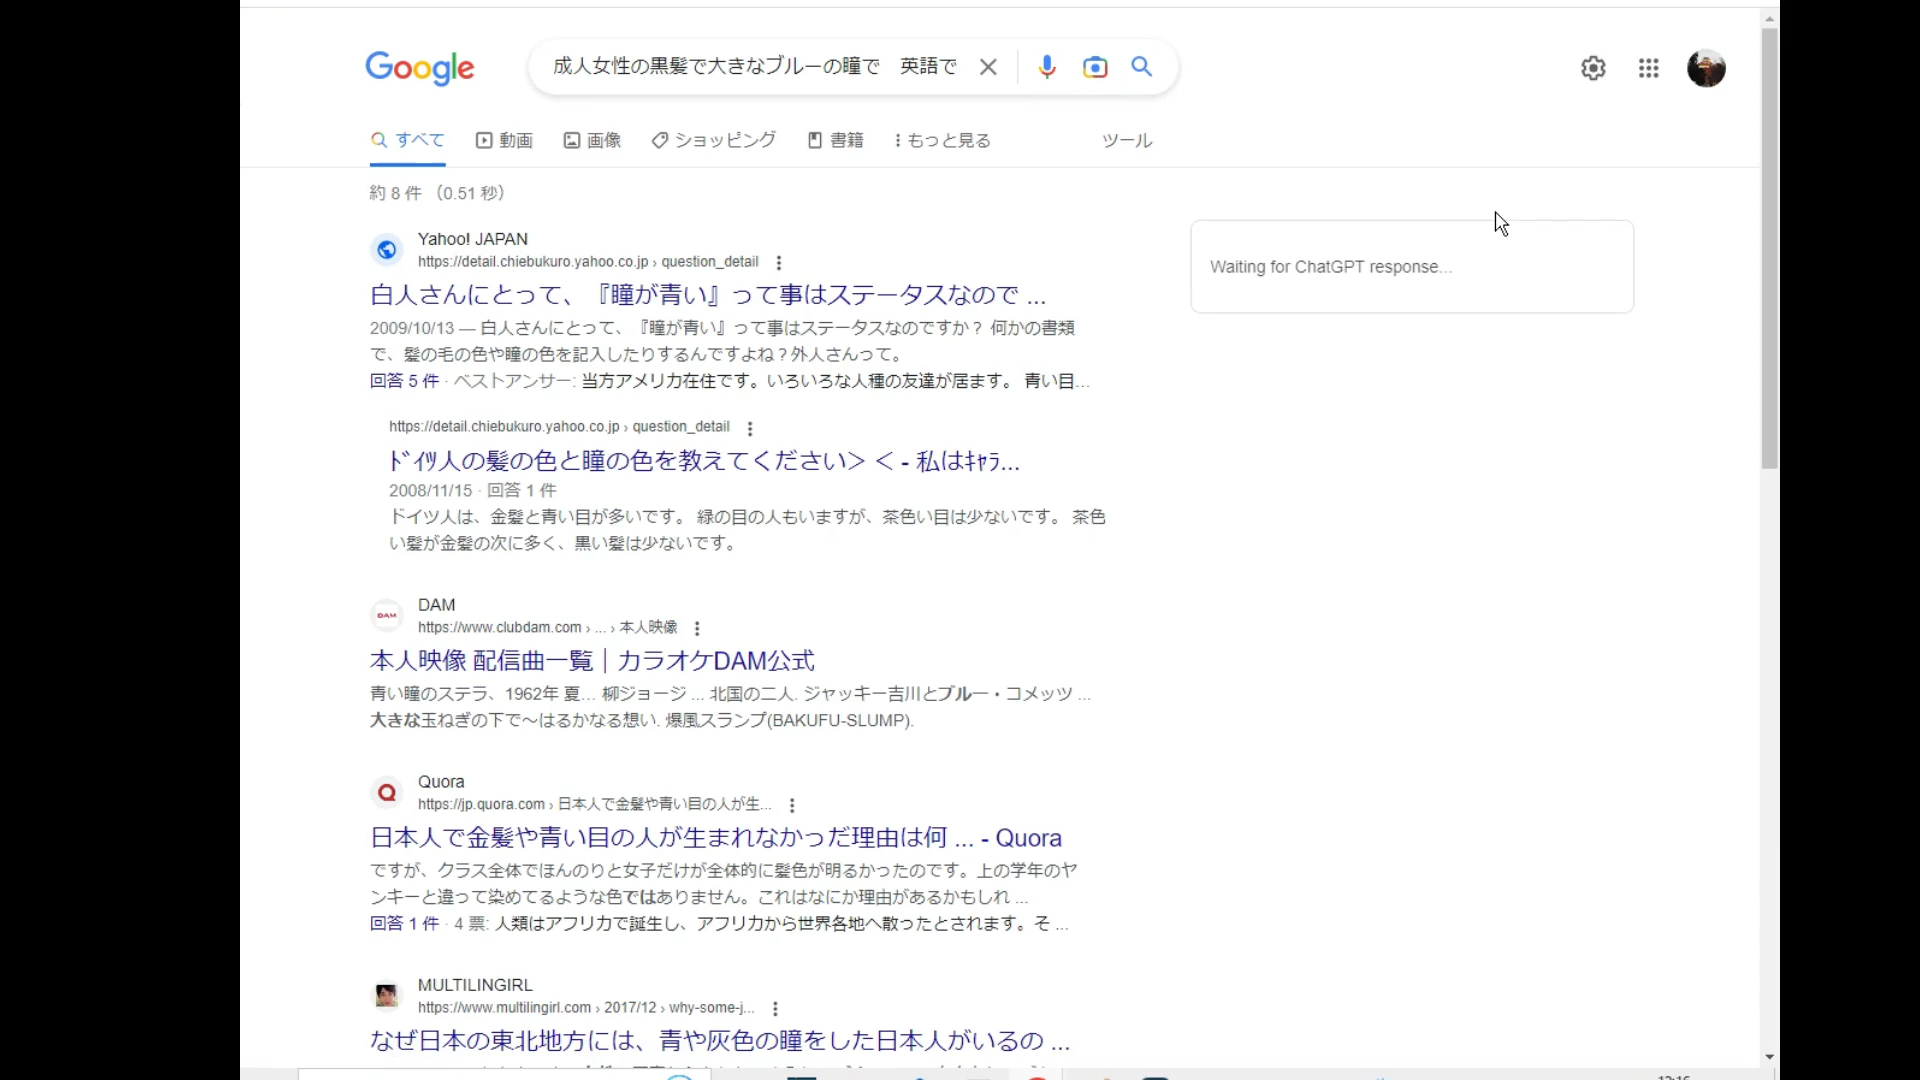 Google
成人女性の黒髪で大きなブルーの瞳で　英語で
すべて 動画 画像 ショッピング 書籍 もっと見る ツール
約 8 件 （0.51 秒）
Yahoo! JAPAN
https://detail.chiebukuro.yahoo.co.jp › question_detail
白人さんにとって、『瞳が青い』って事はステータスなので ...
2009/10/13 — 白人さんにとって、『瞳が青い』って事はステータスなのですか？ 何かの書類
で、髪の毛の色や瞳の色を記入したりするんですよね？外人さんって。
回答 5 件 · ベストアンサー: 当方アメリカ在住です。いろいろな人種の友達が居ます。 青い目...
Waiting for ChatGPT response...
https://detail.chiebukuro.yahoo.co.jp › question_detail
ﾄﾞｲﾂ人の髪の色と瞳の色を教えてください＞＜ - 私はｷｬﾗ...
2008/11/15 · 回答 1 件
ドイツ人は、金髪と青い目が多いです。 緑の目の人もいますが、茶色い目は少ないです。 茶色
い髪が金髪の次に多く、黒い髪は少ないです。
DAM
DAM
https://www.clubdam.com › ... › 本人映像
本人映像 配信曲一覧｜カラオケDAM公式
青い瞳のステラ、1962年 夏... 柳ジョージ ... 北国の二人. ジャッキー吉川とブルー・コメッツ ...
大きな玉ねぎの下で～はるかなる想い. 爆風スランプ(BAKUFU-SLUMP).
Quora
https://jp.quora.com › 日本人で金髪や青い目の人が生...
日本人で金髪や青い目の人が生まれなかっだ理由は何 ... - Quora
ですが、クラス全体でほんのりと女子だけが全体的に髪色が明るかったのです。上の学年のヤ
ンキーと違って染めてるような色ではありません。これはなにか理由があるかもしれ ...
回答 1 件 · 4 票: 人類はアフリカで誕生し、アフリカから世界各地へ散ったとされます。そ ...
MULTILINGIRL
https://www.multilingirl.com › 2017/12 › why-some-j...
なぜ日本の東北地方には、青や灰色の瞳をした日本人がいるの ...